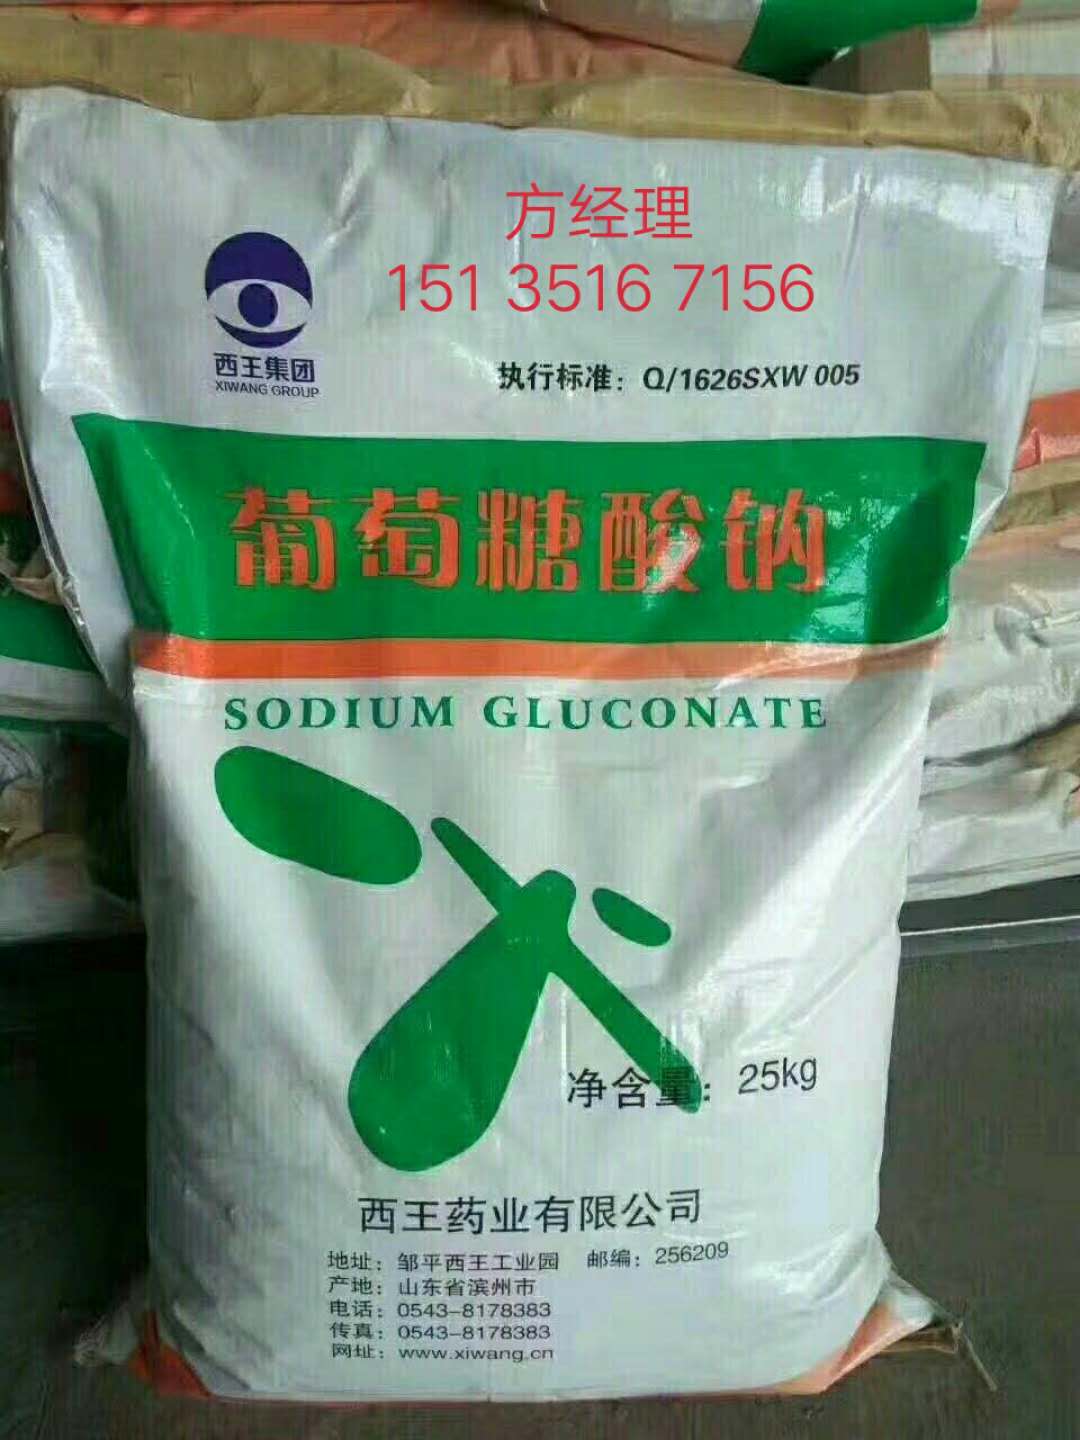 方经理
151 3516 7156
西王集团
XIWANG GROUP
执行标准：Q/1626SXW 005
葡萄糖酸钠
SODIUM GLUCONATE
净含量：25kg
西王药业有限公司
地址：邹平西王工业园 邮编：256209
产地：山东省滨州市
电话：0543-8178383
传真：0543-8178383
网址：www.xiwang.cn